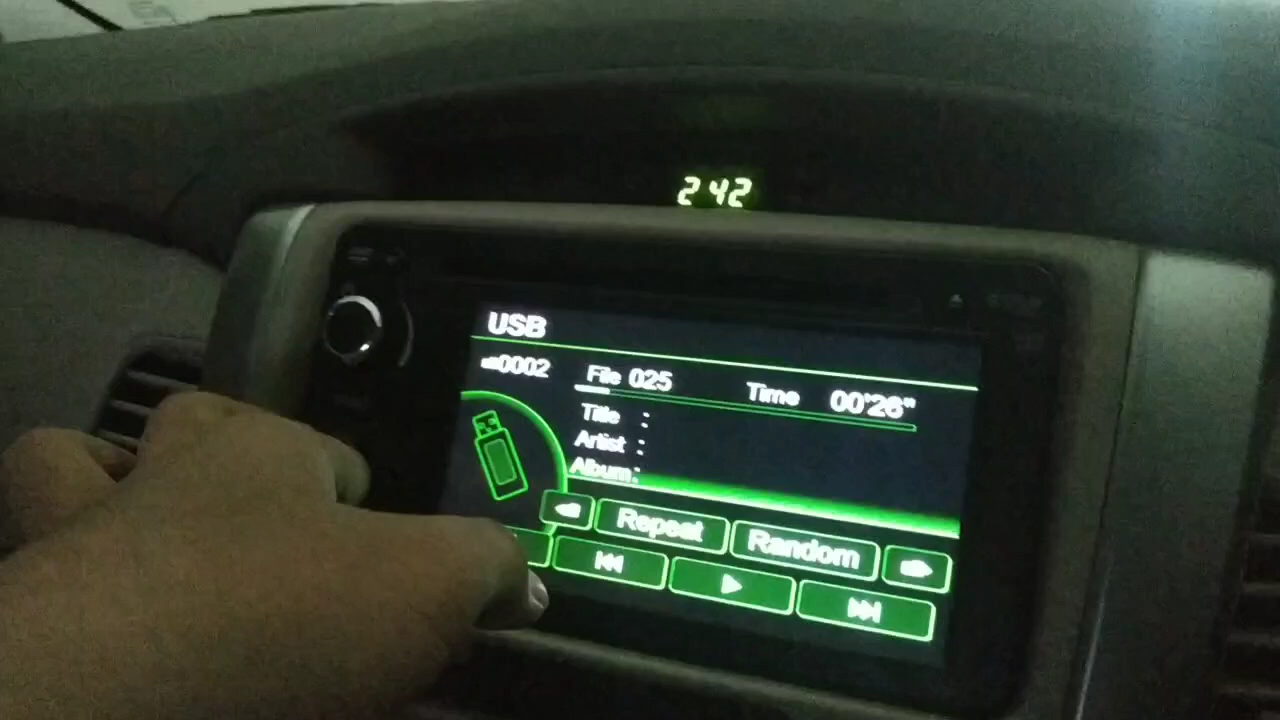 2 42
USB
0002 File 025 Time 00'26"
Title :
Artist :
Album:
Repeat Random